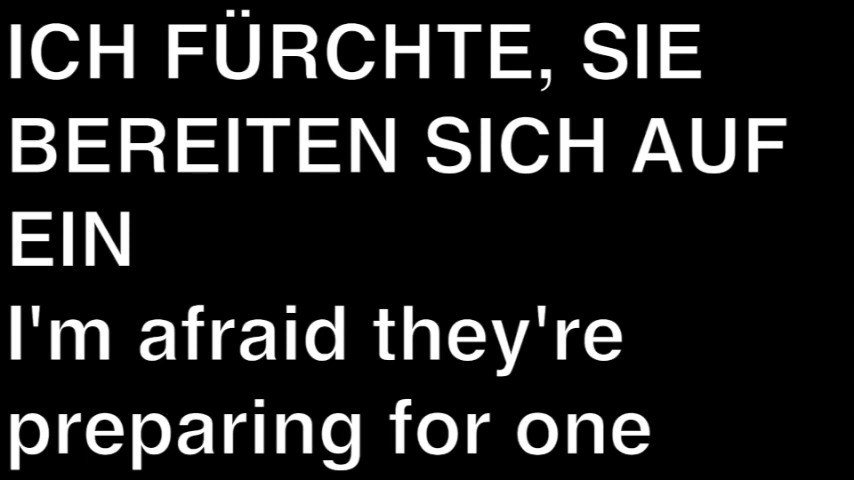 ICH FÜRCHTE, SIE
BEREITEN SICH AUF
EIN
I'm afraid they're
preparing for one